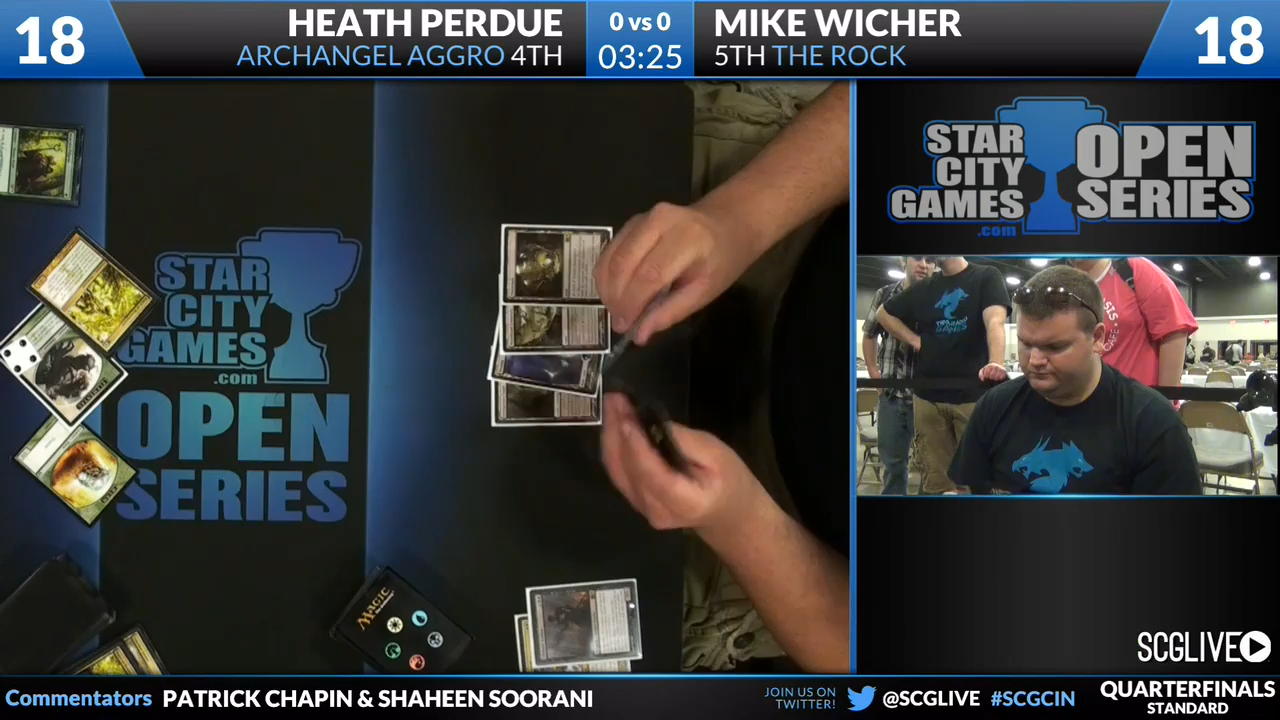 18
HEATH PERDUE
ARCHANGEL AGGRO 4TH
0 vs 0
03:25
MIKE WICHER
5TH THE ROCK
18
STAR
CITY
GAMES
.com
OPEN
SERIES
STAR
CITY
GAMES
.com
OPEN
SERIES
MAGIC
SCGLIVE
Commentators PATRICK CHAPIN & SHAHEEN SOORANI
JOIN US ON
TWITTER!
@SCGLIVE #SCGCIN
QUARTERFINALS
STANDARD